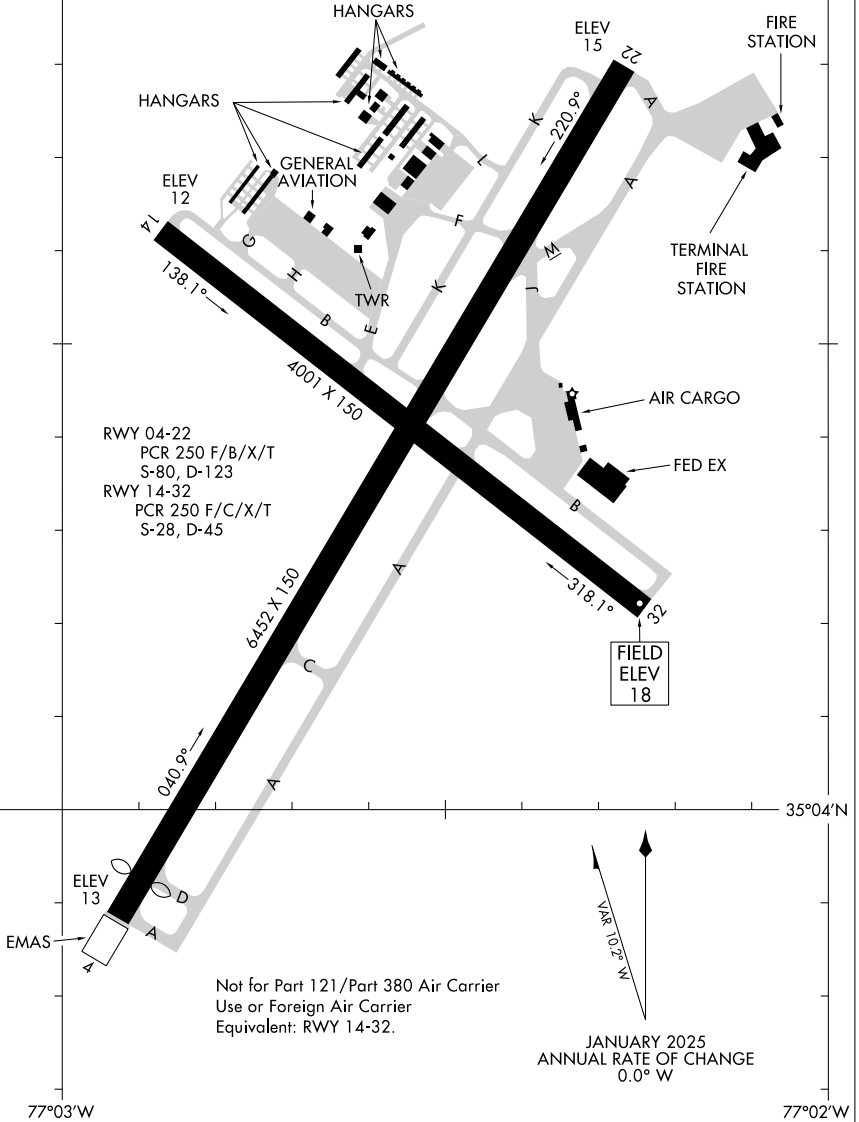 HANGARS
ELEV
15
22
FIRE
STATION
HANGARS
K
220.9°
A
L
GENERAL
AVIATION
A
ELEV
12
14
F
G
M
TERMINAL
FIRE
STATION
138.1°
H
K
J
TWR
B
E
4001 X 150
AIR CARGO
RWY 04-22
PCR 250 F/B/X/T
S-80, D-123
RWY 14-32
PCR 250 F/C/X/T
S-28, D-45
FED EX
B
A
318.1°
32
6452 X 150
C
FIELD
ELEV
18
040.9°
A
35°04'N
ELEV
13
D
A
EMAS
4
VAR 10.2° W
Not for Part 121/Part 380 Air Carrier
Use or Foreign Air Carrier
Equivalent: RWY 14-32.
JANUARY 2025
ANNUAL RATE OF CHANGE
0.0° W
77°03'W
77°02'W